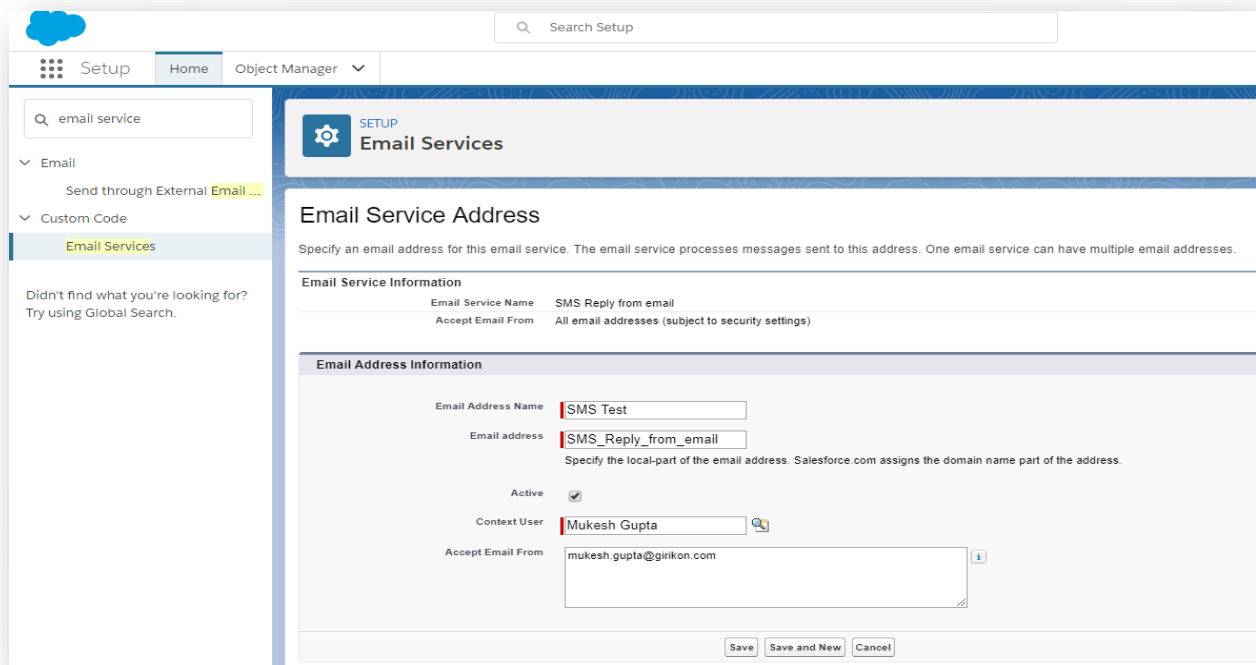 Search Setup
Setup
Home
Object Manager
email service
Email
Send through External Email ...
Custom Code
Email Services
Didn't find what you're looking for?
Try using Global Search.
SETUP
Email Services
Email Service Address
Specify an email address for this email service. The email service processes messages sent to this address. One email service can have multiple email addresses.
Email Service Information
Email Service Name SMS Reply from email
Accept Email From All email addresses (subject to security settings)
Email Address Information
Email Address Name SMS Test
Email address SMS_Reply_from_email
Specify the local-part of the email address. Salesforce.com assigns the domain name part of the address.
Active
Context User Mukesh Gupta
Accept Email From mukesh.gupta@girikon.com
i
Save Save and New Cancel